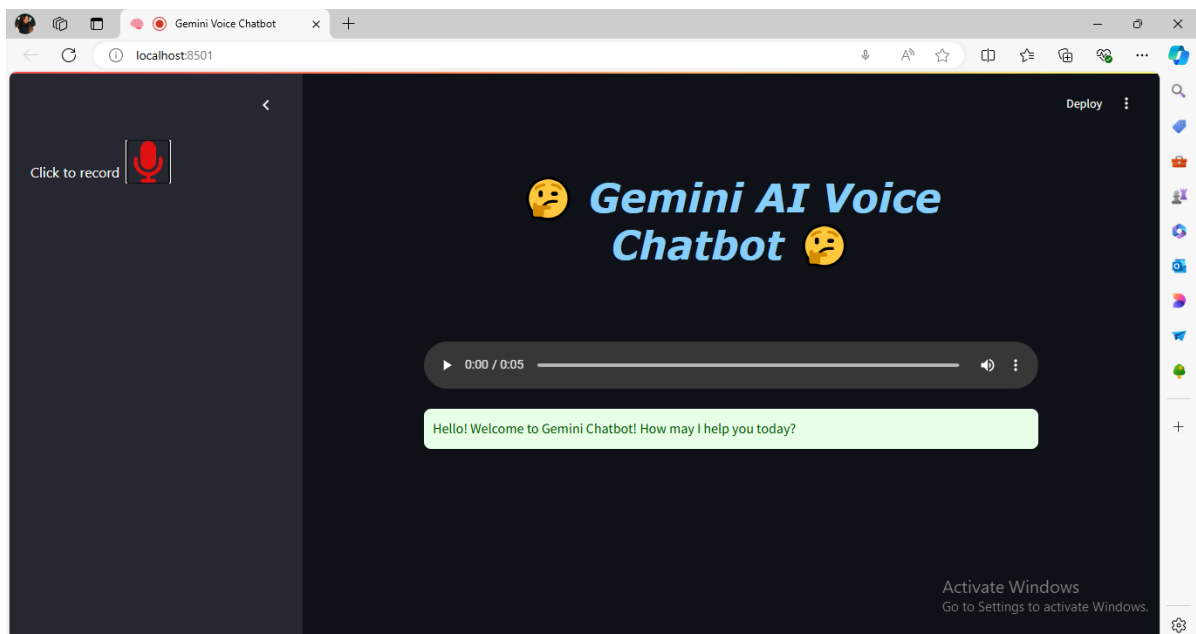 Gemini Voice Chatbot
localhost:8501
Deploy
Click to record
Gemini AI Voice
Chatbot
0:00 / 0:05
Hello! Welcome to Gemini Chatbot! How may I help you today?
Activate Windows
Go to Settings to activate Windows.